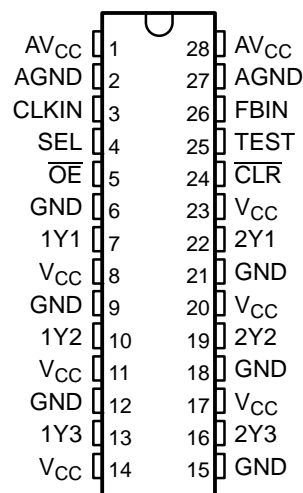 AVCC 1 28 AVCC
AGND 2 27 AGND
CLKIN 3 26 FBIN
SEL 4 25 TEST
O̅E̅ 5 24 C̅L̅R̅
GND 6 23 VCC
1Y1 7 22 2Y1
VCC 8 21 GND
GND 9 20 VCC
1Y2 10 19 2Y2
VCC 11 18 GND
GND 12 17 VCC
1Y3 13 16 2Y3
VCC 14 15 GND